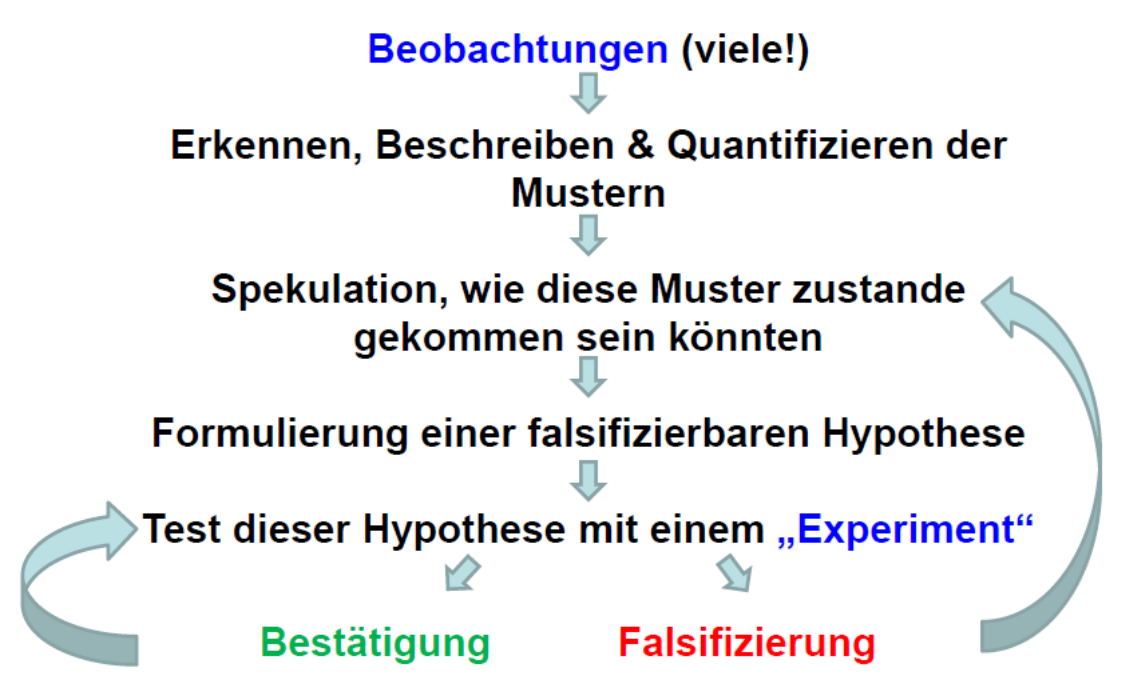 Beobachtungen (viele!)
Erkennen, Beschreiben & Quantifizieren der
Mustern
Spekulation, wie diese Muster zustande
gekommen sein könnten
Formulierung einer falsifizierbaren Hypothese
Test dieser Hypothese mit einem „Experiment“
Bestätigung
Falsifizierung